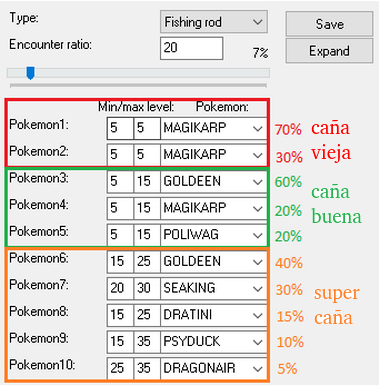 Type: Fishing rod Save
Encounter ratio: 20 7% Expand
Min/max level: Pokemon:
Pokemon1: 5 5 MAGIKARP 70% caña
Pokemon2: 5 5 MAGIKARP 30% vieja
Pokemon3: 5 15 GOLDEEN 60% caña
Pokemon4: 5 15 MAGIKARP 20% buena
Pokemon5: 5 15 POLIWAG 20%
Pokemon6: 15 25 GOLDEEN 40%
Pokemon7: 20 30 SEAKING 30% super
Pokemon8: 15 25 DRATINI 15% caña
Pokemon9: 15 35 PSYDUCK 10%
Pokemon10: 25 35 DRAGONAIR 5%